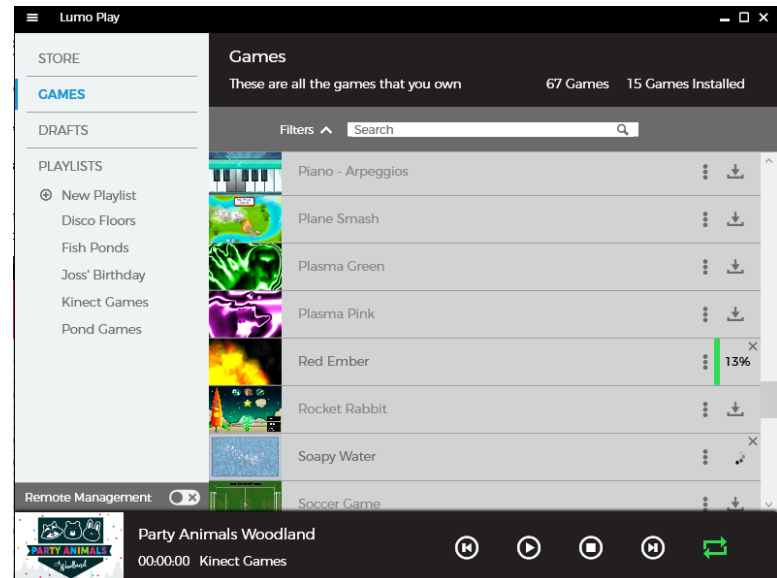 Lumo Play
STORE
GAMES
DRAFTS
PLAYLISTS
New Playlist
Disco Floors
Fish Ponds
Joss' Birthday
Kinect Games
Pond Games
Remote Management
Games
These are all the games that you own
67 Games
15 Games Installed
Filters
Search
Piano - Arpeggios
Plane Smash
Plasma Green
Plasma Pink
Red Ember
13%
Rocket Rabbit
Soapy Water
Soccer Game
PARTY ANIMALS
Woodland
Party Animals Woodland
00:00:00 Kinect Games